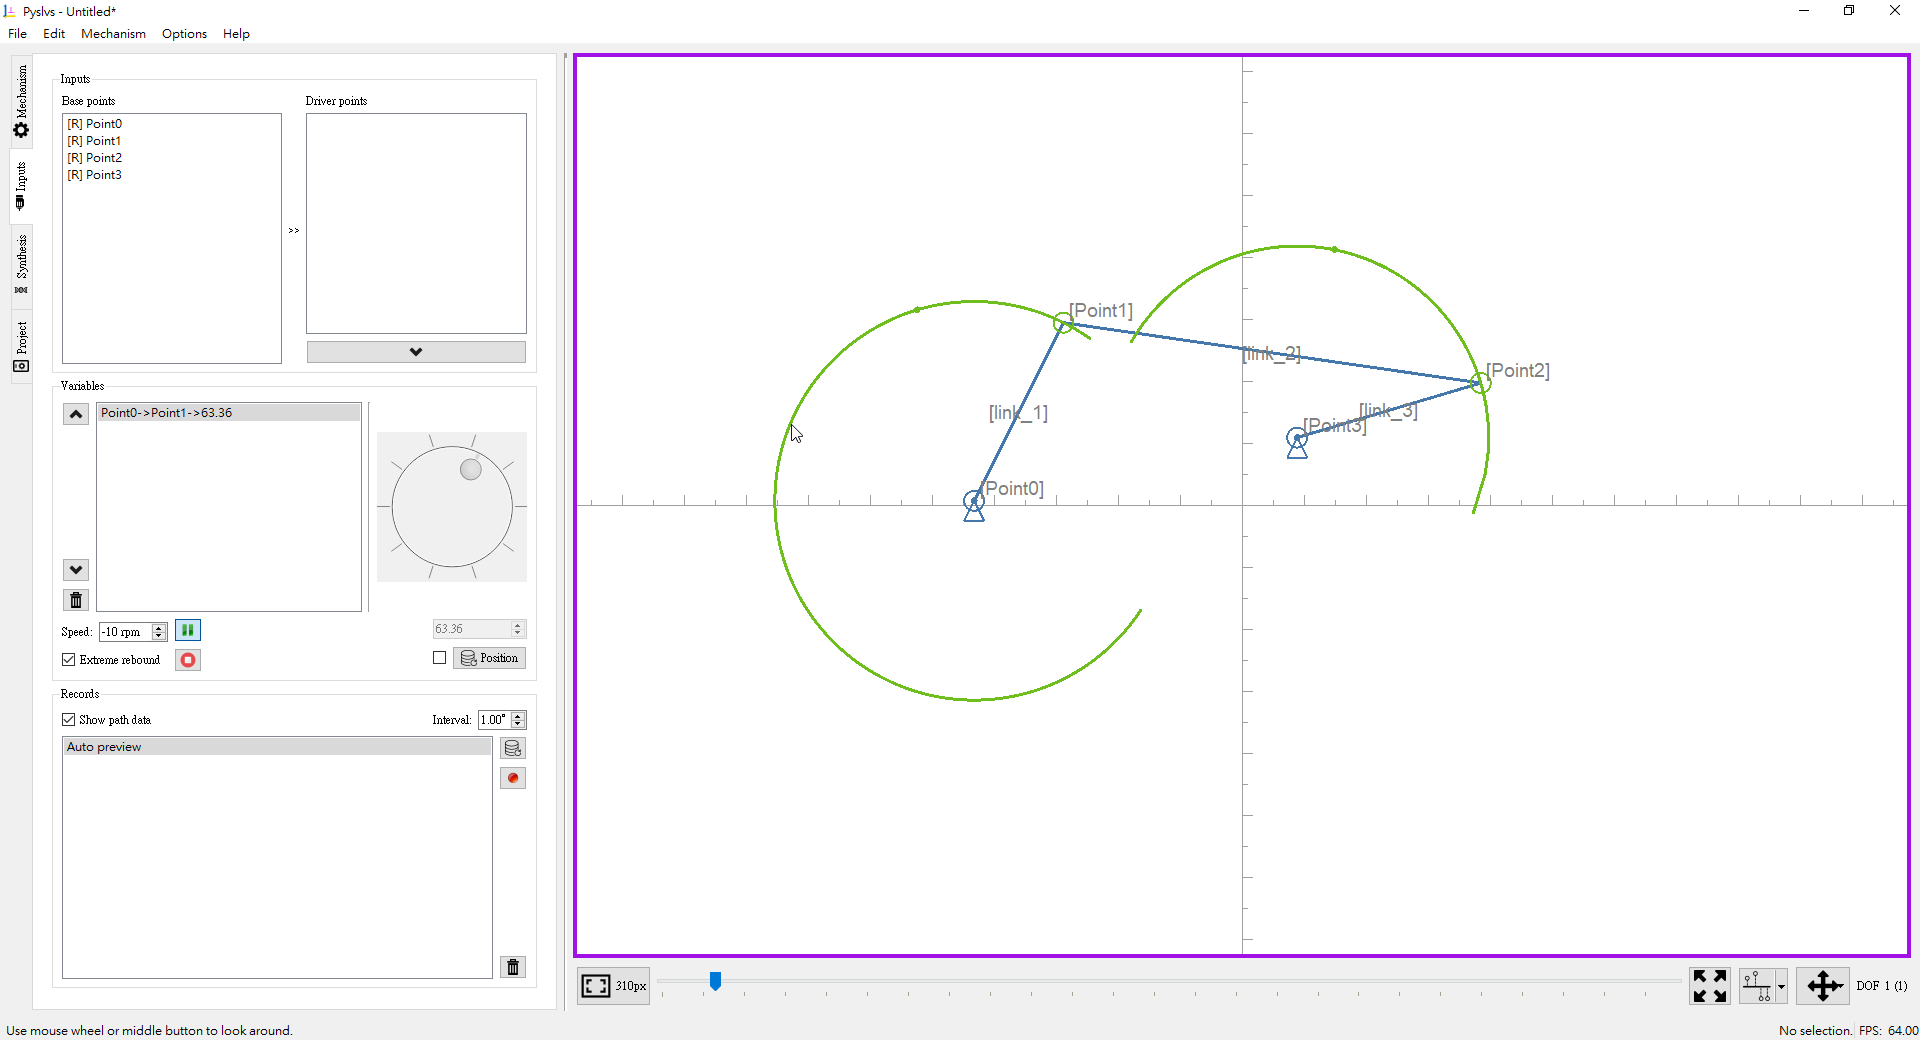 Pyslvs - Untitled*
File Edit Mechanism Options Help
Mechanism
Inputs
Synthesis
Project
Inputs
Base points
Driver points
[R] Point0
[R] Point1
[R] Point2
[R] Point3
>>
Variables
Point0->Point1->63.36
Speed: -10 rpm
63.36
Extreme rebound
Position
Records
Show path data
Interval: 1.00°
Auto preview
[Point1]
[link_2]
[Point2]
[link_1]
[link_3]
[Point3]
[Point0]
310px
DOF 1 (1)
Use mouse wheel or middle button to look around.
No selection. FPS: 64.00